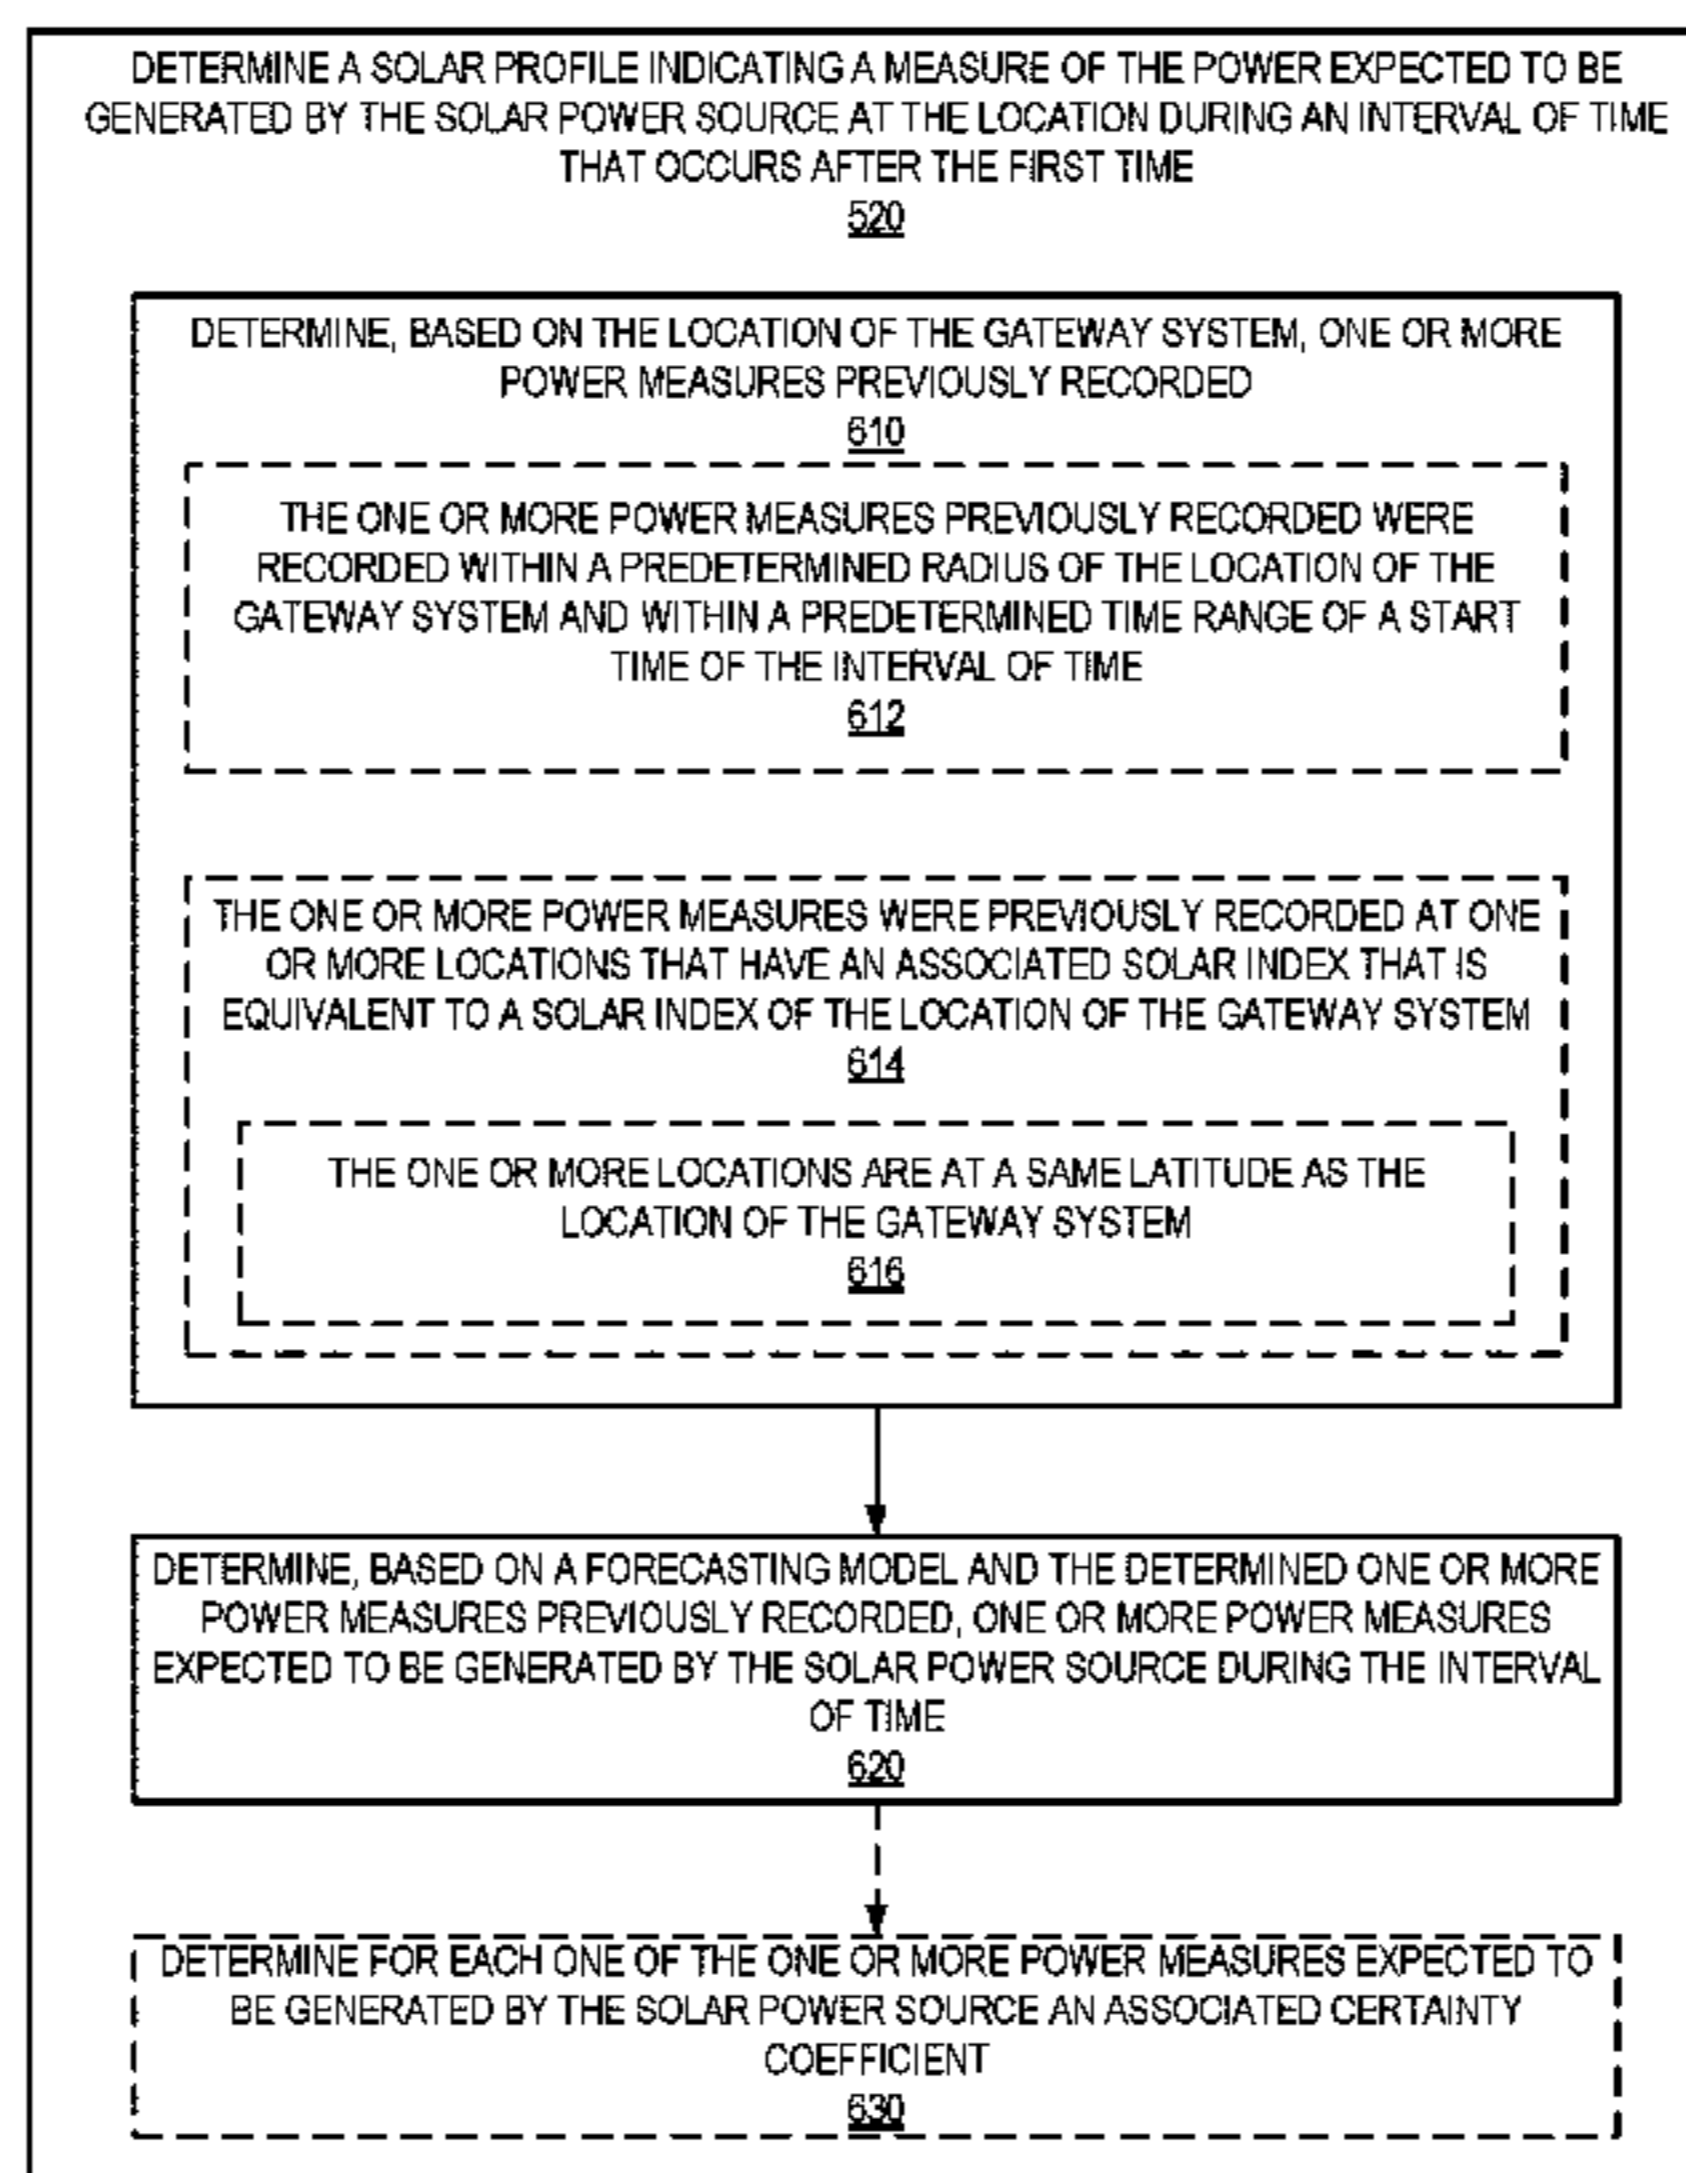 DETERMINE A SOLAR PROFILE INDICATING A MEASURE OF THE POWER EXPECTED TO BE
GENERATED BY THE SOLAR POWER SOURCE AT THE LOCATION DURING AN INTERVAL OF TIME
THAT OCCURS AFTER THE FIRST TIME
520
DETERMINE, BASED ON THE LOCATION OF THE GATEWAY SYSTEM, ONE OR MORE
POWER MEASURES PREVIOUSLY RECORDED
610
THE ONE OR MORE POWER MEASURES PREVIOUSLY RECORDED WERE
RECORDED WITHIN A PREDETERMINED RADIUS OF THE LOCATION OF THE
GATEWAY SYSTEM AND WITHIN A PREDETERMINED TIME RANGE OF A START
TIME OF THE INTERVAL OF TIME
612
THE ONE OR MORE POWER MEASURES WERE PREVIOUSLY RECORDED AT ONE
OR MORE LOCATIONS THAT HAVE AN ASSOCIATED SOLAR INDEX THAT IS
EQUIVALENT TO A SOLAR INDEX OF THE LOCATION OF THE GATEWAY SYSTEM
614
THE ONE OR MORE LOCATIONS ARE AT A SAME LATITUDE AS THE
LOCATION OF THE GATEWAY SYSTEM
616
DETERMINE, BASED ON A FORECASTING MODEL AND THE DETERMINED ONE OR MORE
POWER MEASURES PREVIOUSLY RECORDED, ONE OR MORE POWER MEASURES
EXPECTED TO BE GENERATED BY THE SOLAR POWER SOURCE DURING THE INTERVAL
OF TIME
620
DETERMINE FOR EACH ONE OF THE ONE OR MORE POWER MEASURES EXPECTED TO
BE GENERATED BY THE SOLAR POWER SOURCE AN ASSOCIATED CERTAINTY
COEFFICIENT
630